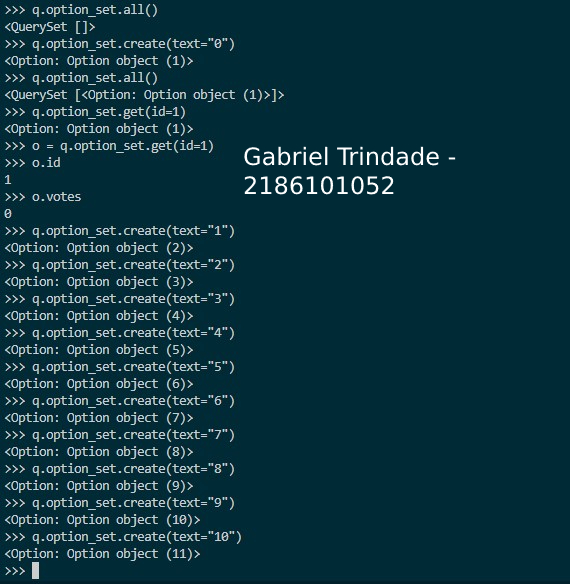 >>> q.option_set.all()
<QuerySet []>
>>> q.option_set.create(text="0")
<Option: Option object (1)>
>>> q.option_set.all()
<QuerySet [<Option: Option object (1)>]>
>>> q.option_set.get(id=1)
<Option: Option object (1)>
>>> o = q.option_set.get(id=1)
>>> o.id
1
>>> o.votes
0
Gabriel Trindade -
2186101052
>>> q.option_set.create(text="1")
<Option: Option object (2)>
>>> q.option_set.create(text="2")
<Option: Option object (3)>
>>> q.option_set.create(text="3")
<Option: Option object (4)>
>>> q.option_set.create(text="4")
<Option: Option object (5)>
>>> q.option_set.create(text="5")
<Option: Option object (6)>
>>> q.option_set.create(text="6")
<Option: Option object (7)>
>>> q.option_set.create(text="7")
<Option: Option object (8)>
>>> q.option_set.create(text="8")
<Option: Option object (9)>
>>> q.option_set.create(text="9")
<Option: Option object (10)>
>>> q.option_set.create(text="10")
<Option: Option object (11)>
>>>